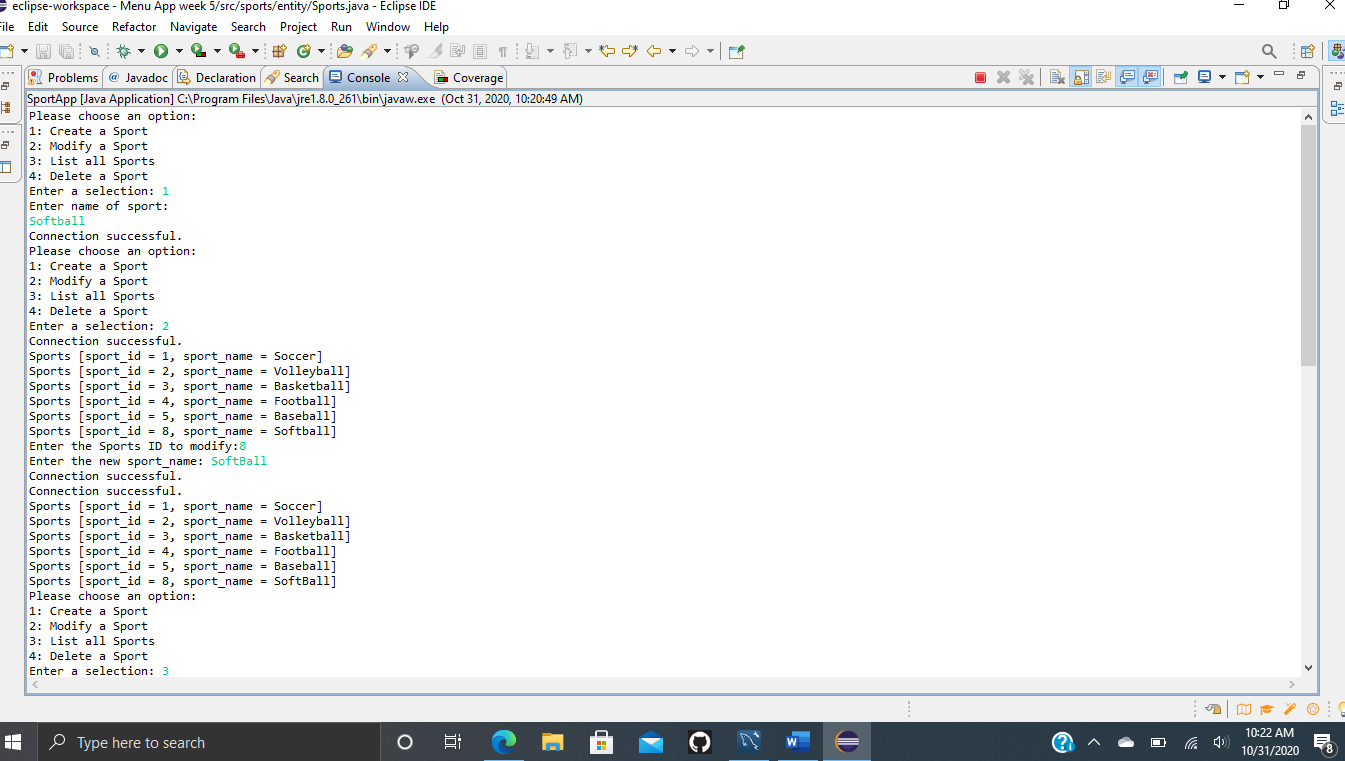 eclipse-workspace - Menu App week 5/src/sports/entity/Sports.java - Eclipse IDE
File Edit Source Refactor Navigate Search Project Run Window Help
Problems @ Javadoc Declaration Search Console Coverage
SportApp [Java Application] C:\Program Files\Java\jre1.8.0_261\bin\javaw.exe (Oct 31, 2020, 10:20:49 AM)
Please choose an option:
1: Create a Sport
2: Modify a Sport
3: List all Sports
4: Delete a Sport
Enter a selection: 1
Enter name of sport:
Softball
Connection successful.
Please choose an option:
1: Create a Sport
2: Modify a Sport
3: List all Sports
4: Delete a Sport
Enter a selection: 2
Connection successful.
Sports [sport_id = 1, sport_name = Soccer]
Sports [sport_id = 2, sport_name = Volleyball]
Sports [sport_id = 3, sport_name = Basketball]
Sports [sport_id = 4, sport_name = Football]
Sports [sport_id = 5, sport_name = Baseball]
Sports [sport_id = 8, sport_name = Softball]
Enter the Sports ID to modify:8
Enter the new sport_name: SoftBall
Connection successful.
Connection successful.
Sports [sport_id = 1, sport_name = Soccer]
Sports [sport_id = 2, sport_name = Volleyball]
Sports [sport_id = 3, sport_name = Basketball]
Sports [sport_id = 4, sport_name = Football]
Sports [sport_id = 5, sport_name = Baseball]
Sports [sport_id = 8, sport_name = SoftBall]
Please choose an option:
1: Create a Sport
2: Modify a Sport
3: List all Sports
4: Delete a Sport
Enter a selection: 3
Type here to search
10:22 AM
10/31/2020
8